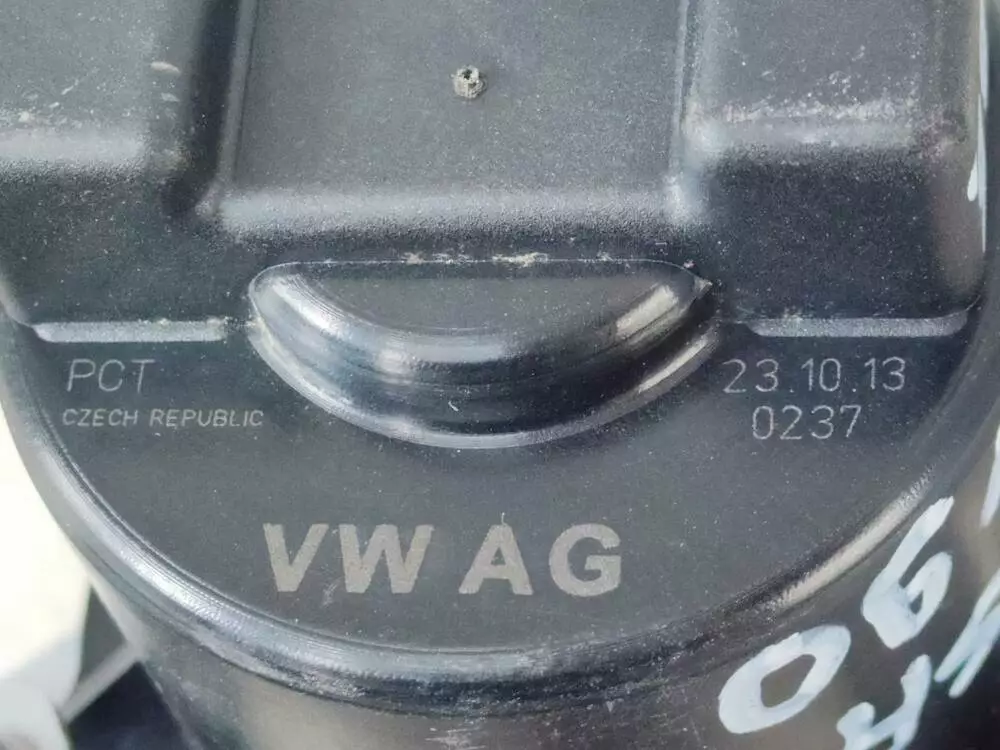 PCT
CZECH REPUBLIC
23.10.13
0237
VW AG